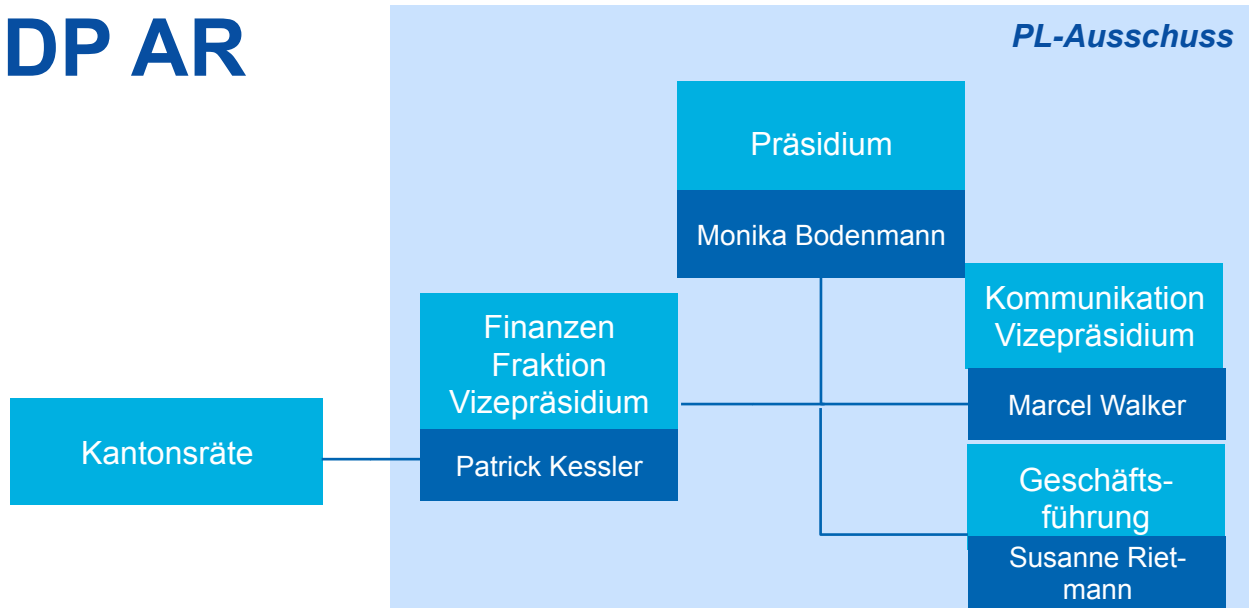 DP AR
PL-Ausschuss
Präsidium
Monika Bodenmann
Kommunikation
Vizepräsidium
Marcel Walker
Finanzen
Fraktion
Vizepräsidium
Patrick Kessler
Kantonsräte
Geschäfts-
führung
Susanne Riet-
mann